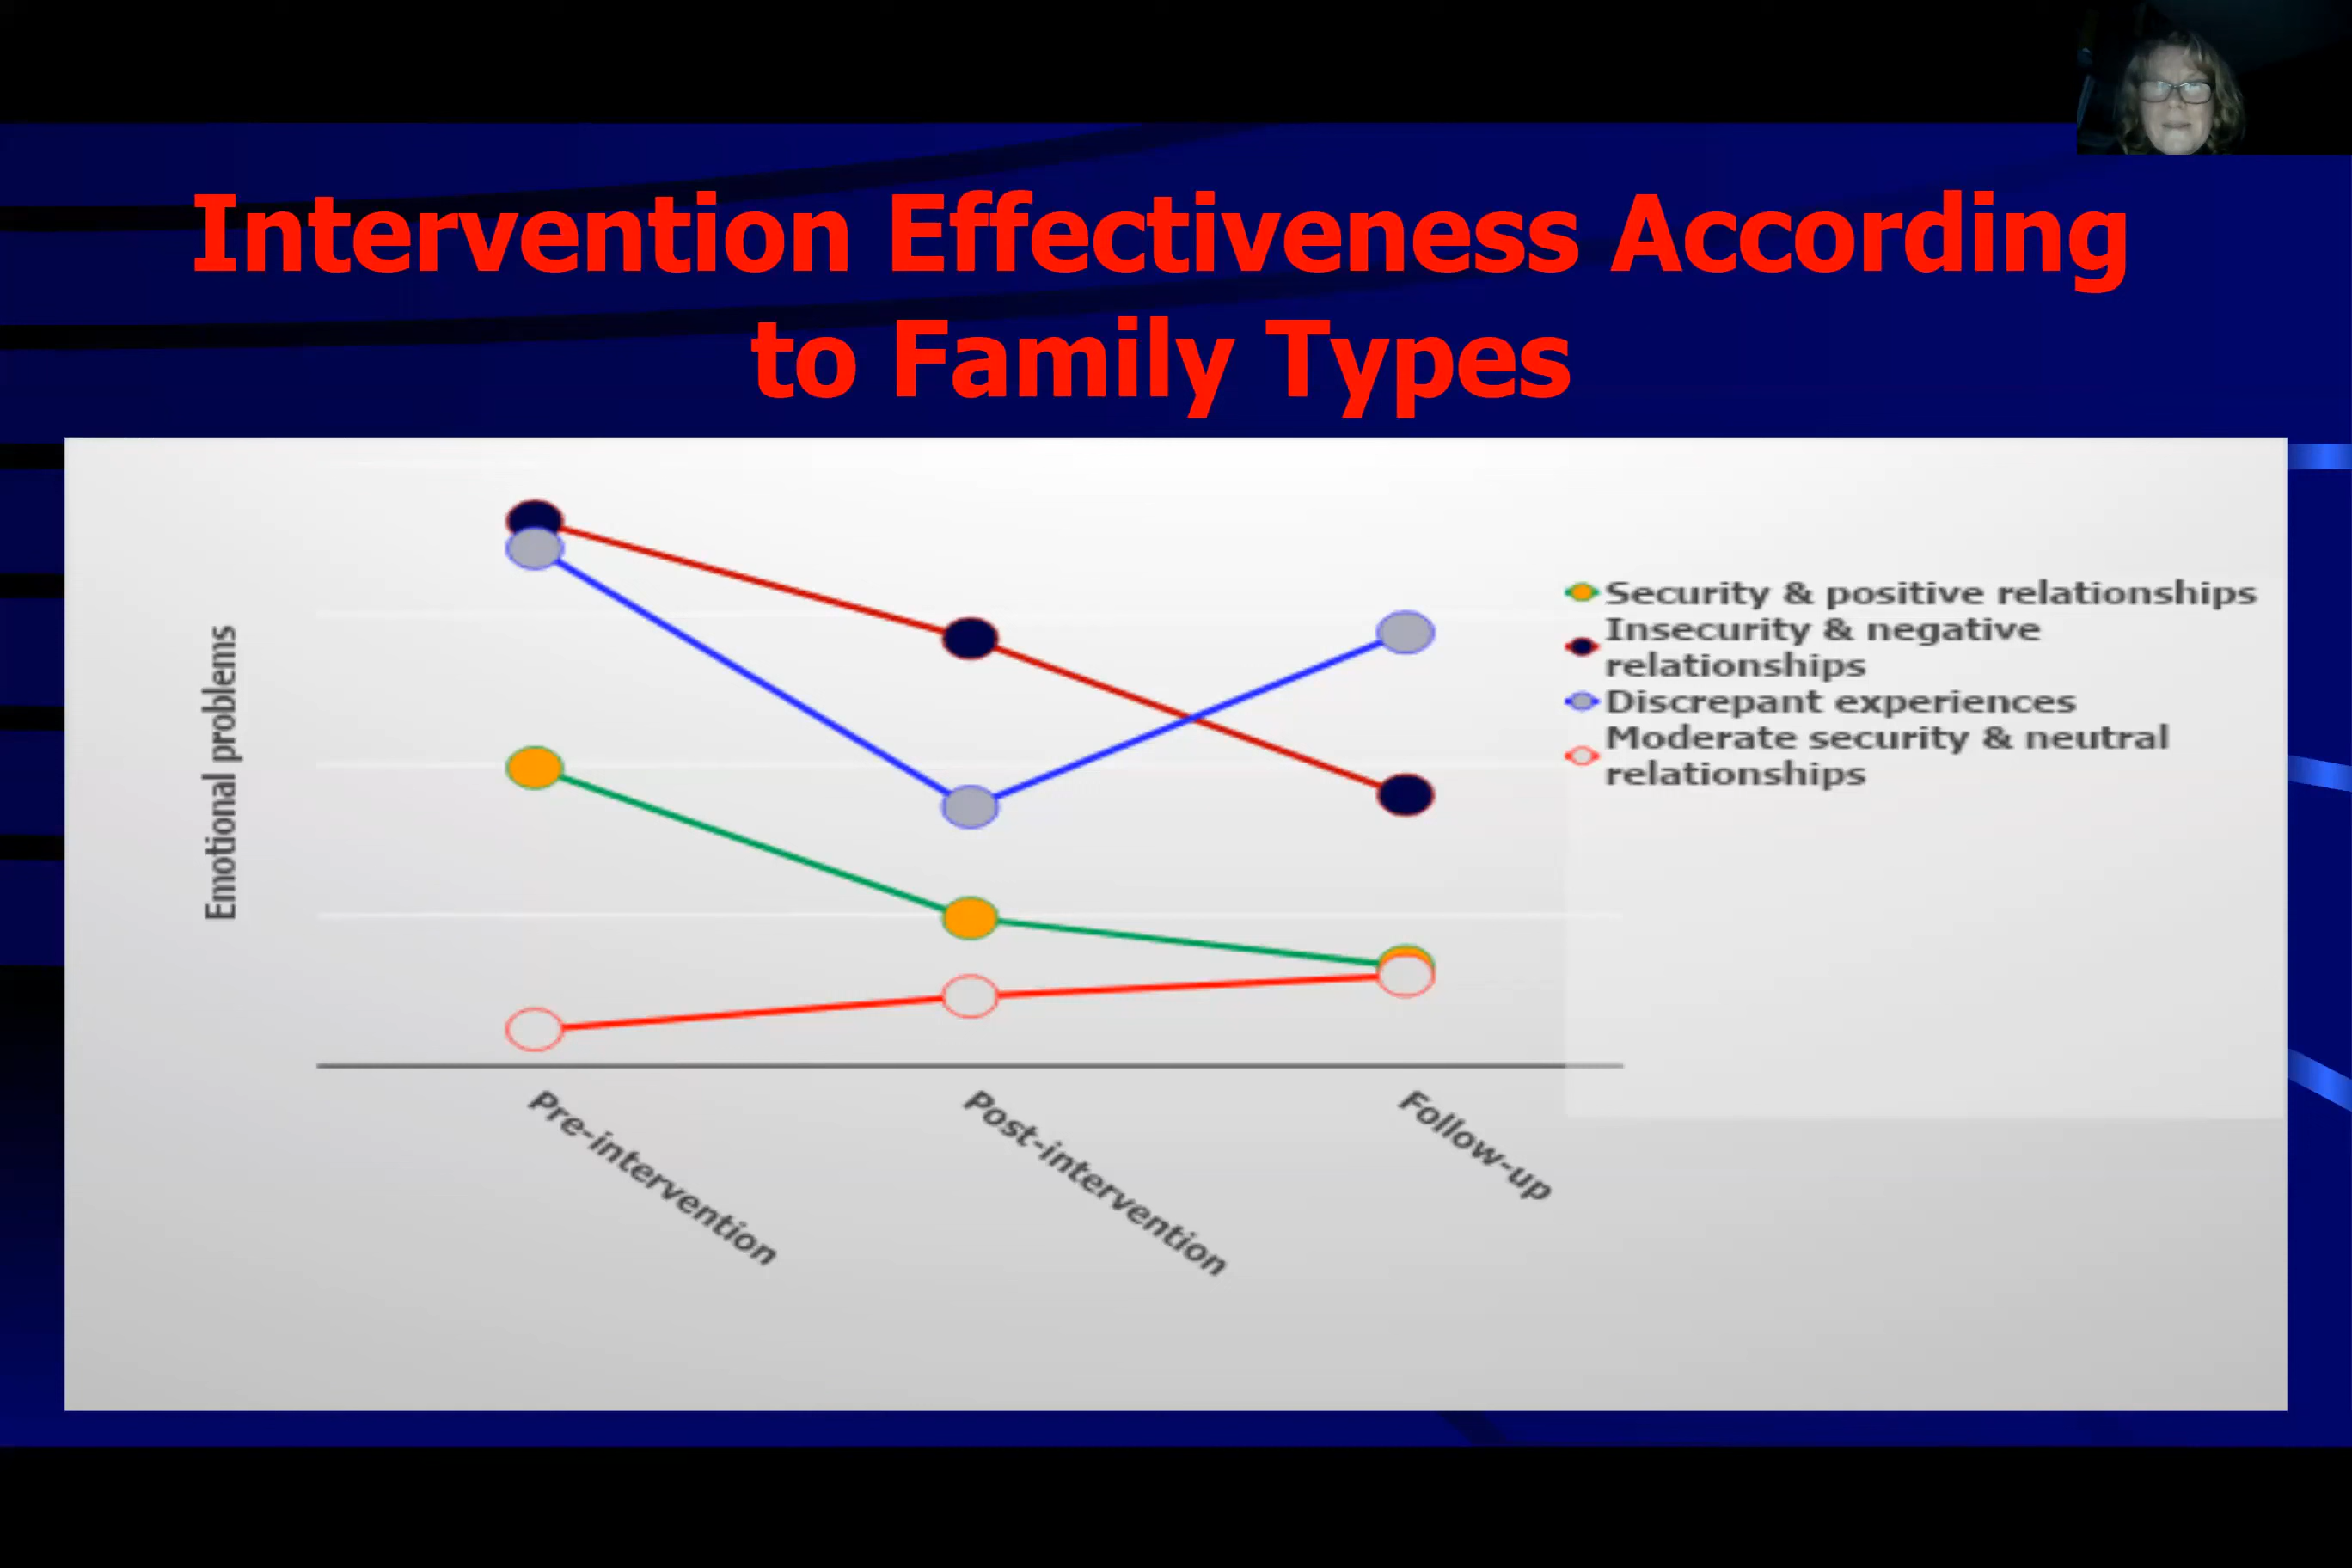 Intervention Effectiveness According
to Family Types
Emotional problems
Security & positive relationships
Insecurity & negative
relationships
Discrepant experiences
Moderate security & neutral
relationships
Pre-intervention
Post-intervention
Follow-up